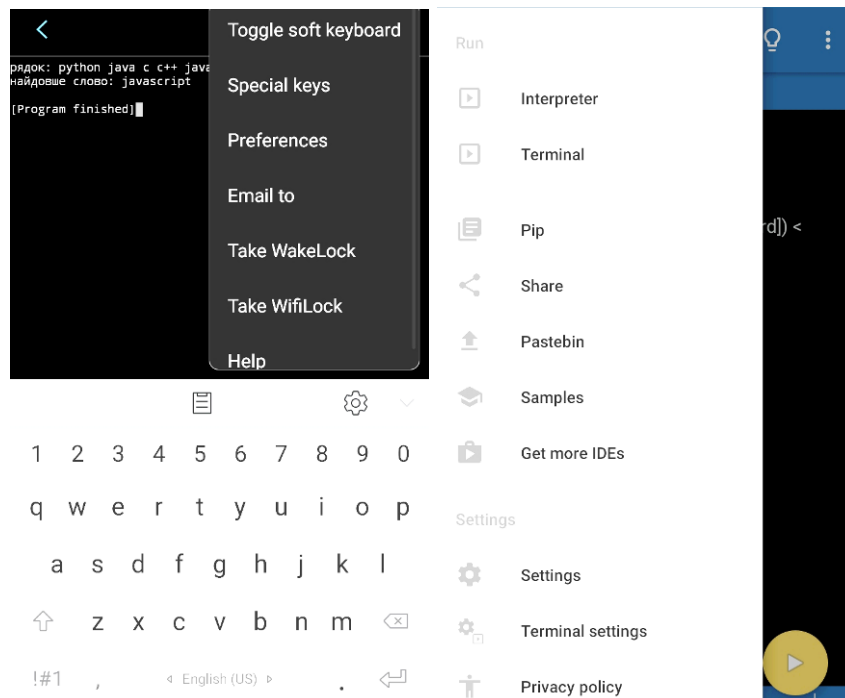 Toggle soft keyboard
рядок: python java c c++ java
найдовше слово: javascript
[Program finished]
Special keys
Preferences
Email to
Take WakeLock
Take WifiLock
Help
1 2 3 4 5 6 7 8 9 0
q w e r t y u i o p
a s d f g h j k l
z x c v b n m
!#1 , English (US) .
Run
Interpreter
Terminal
Pip
rd]) <
Share
Pastebin
Samples
Get more IDEs
Settings
Settings
Terminal settings
Privacy policy